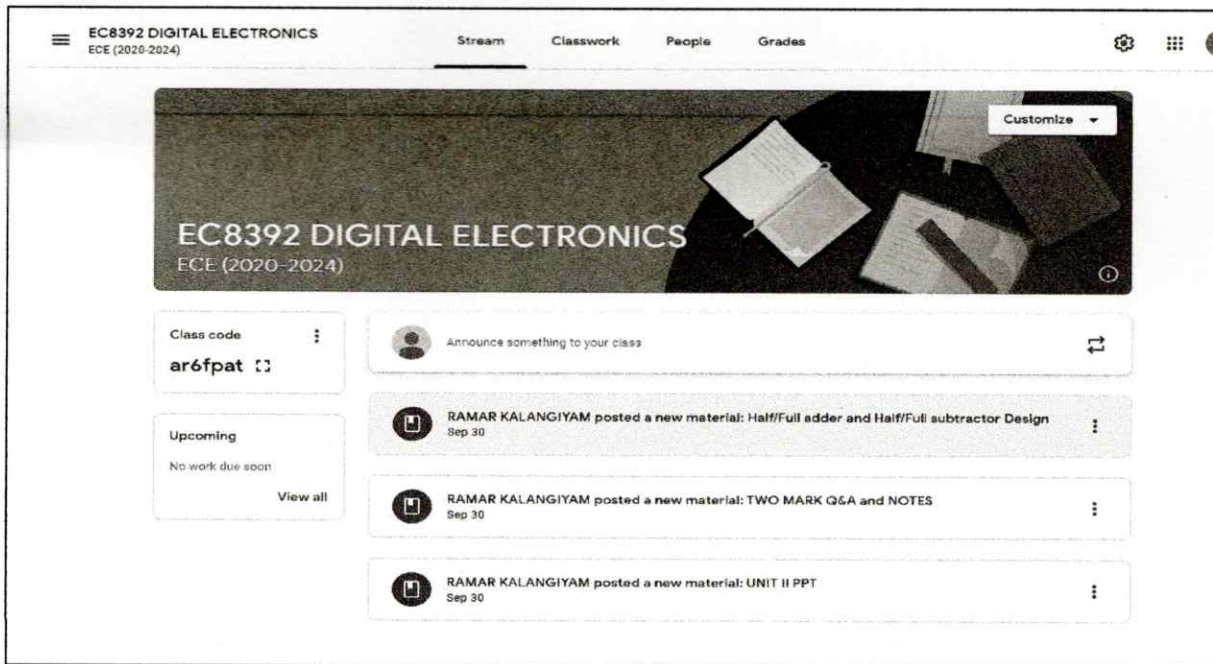 EC8392 DIGITAL ELECTRONICS
ECE (2020-2024)
Stream
Classwork
People
Grades
Customize
EC8392 DIGITAL ELECTRONICS
ECE (2020-2024)
Class code
ar6fpat
Upcoming
No work due soon
View all
Announce something to your class
RAMAR KALANGIYAM posted a new material: Half/Full adder and Half/Full subtractor Design
Sep 30
RAMAR KALANGIYAM posted a new material: TWO MARK Q&A and NOTES
Sep 30
RAMAR KALANGIYAM posted a new material: UNIT II PPT
Sep 30